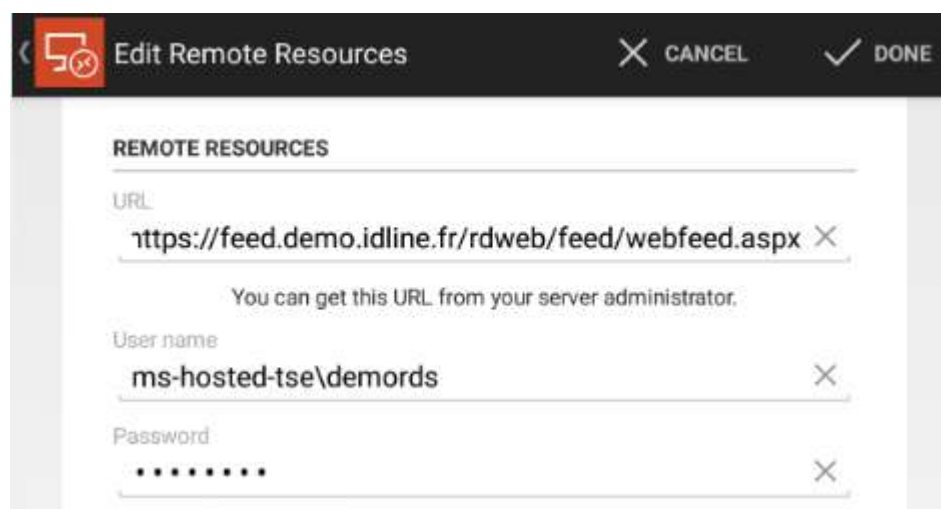 Edit Remote Resources CANCEL DONE
REMOTE RESOURCES
URL
https://feed.demo.idline.fr/rdweb/feed/webfeed.aspx
You can get this URL from your server administrator.
User name
ms-hosted-tse\demords
Password
••••••••